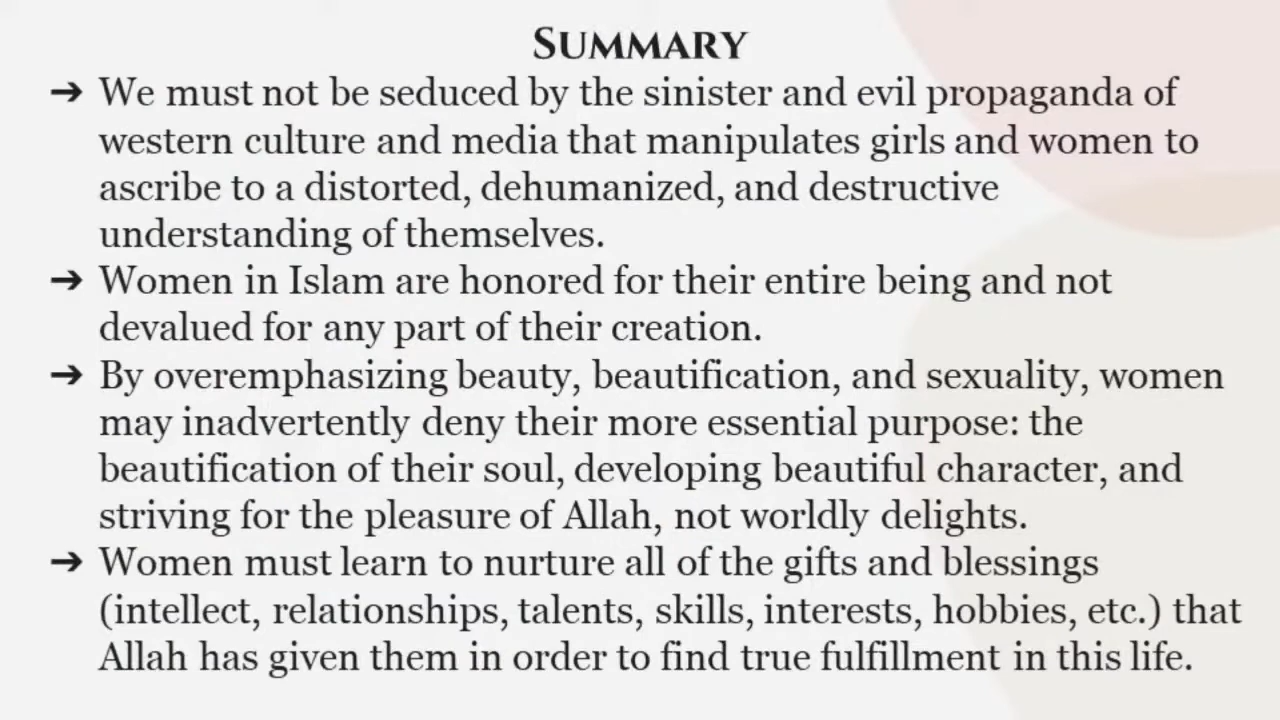 SUMMARY
➔ We must not be seduced by the sinister and evil propaganda of
western culture and media that manipulates girls and women to
ascribe to a distorted, dehumanized, and destructive
understanding of themselves.
➔ Women in Islam are honored for their entire being and not
devalued for any part of their creation.
➔ By overemphasizing beauty, beautification, and sexuality, women
may inadvertently deny their more essential purpose: the
beautification of their soul, developing beautiful character, and
striving for the pleasure of Allah, not worldly delights.
➔ Women must learn to nurture all of the gifts and blessings
(intellect, relationships, talents, skills, interests, hobbies, etc.) that
Allah has given them in order to find true fulfillment in this life.